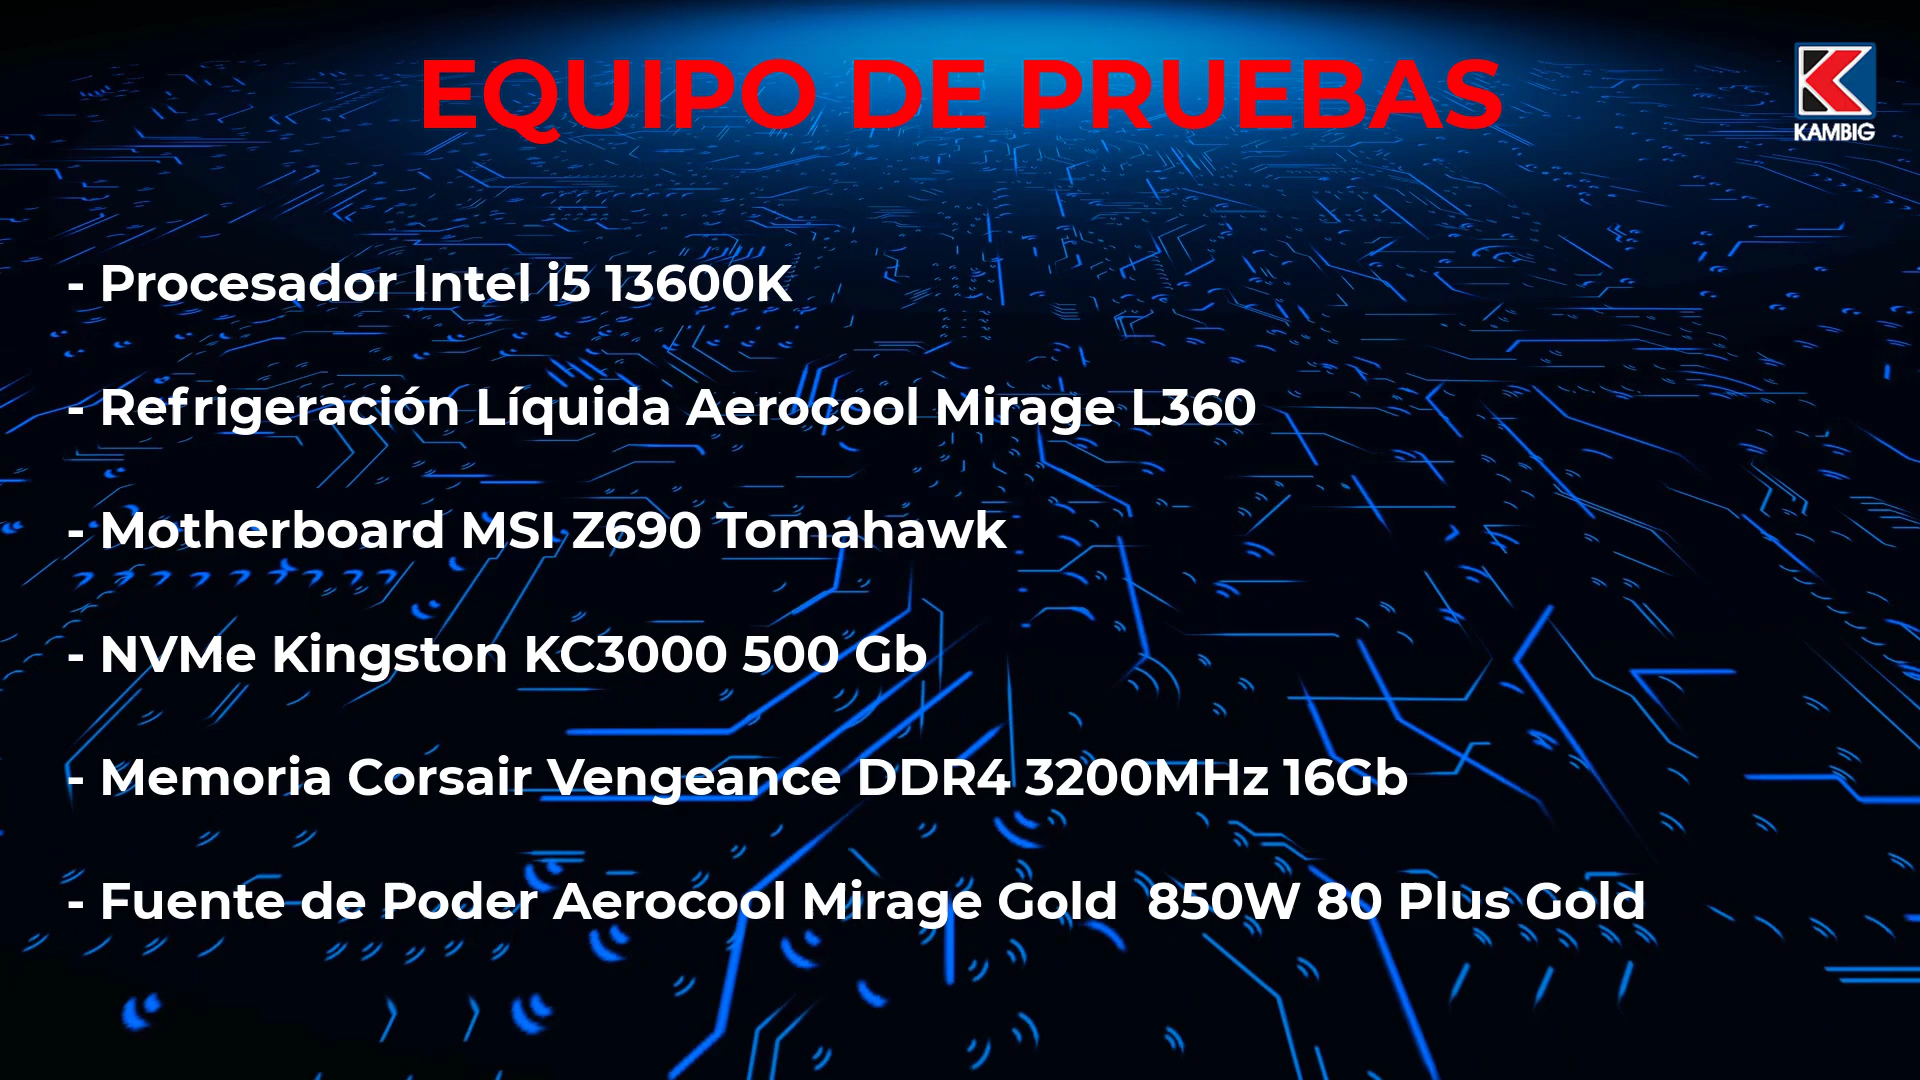 EQUIPO DE PRUEBAS
KAMBIG
- Procesador Intel i5 13600K
- Refrigeración Líquida Aerocool Mirage L360
- Motherboard MSI Z690 Tomahawk
- NVMe Kingston KC3000 500 Gb
- Memoria Corsair Vengeance DDR4 3200MHz 16Gb
- Fuente de Poder Aerocool Mirage Gold  850W 80 Plus Gold